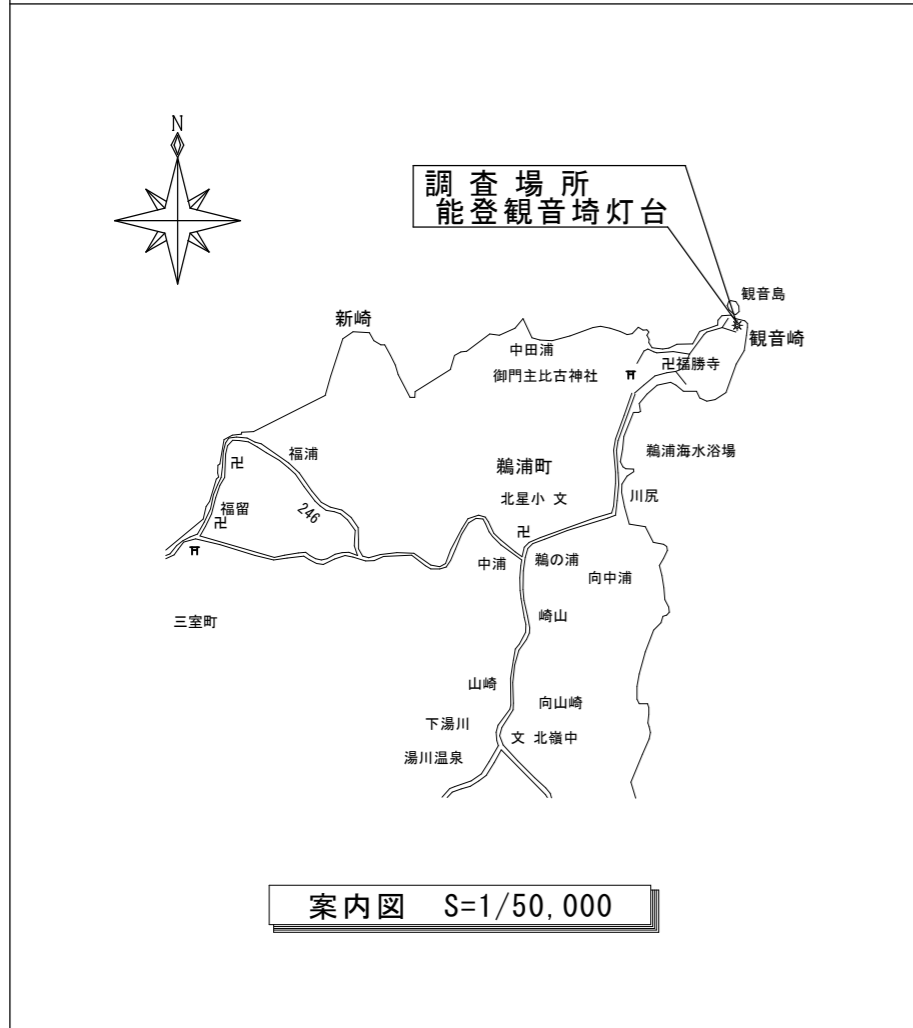 N
調査場所
能登観音埼灯台
観音島
新崎
観音崎
中田浦
卍福勝寺
御門主比古神社
鵜浦海水浴場
福浦
卍
鵜浦町
246
北星小 文
川尻
福留
卍
卍
中浦
鵜の浦
向中浦
崎山
三室町
山崎
向山崎
下湯川
文 北嶺中
湯川温泉
案内図 S=1/50,000